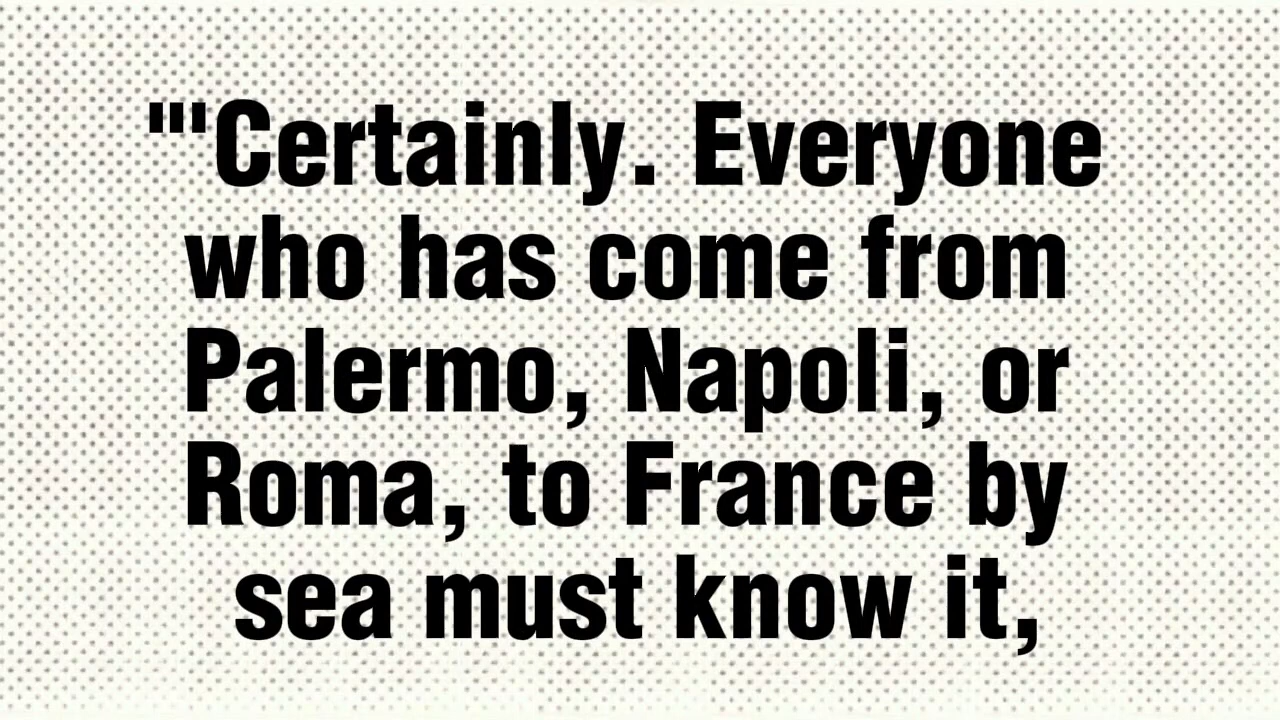 "'Certainly. Everyone
who has come from
Palermo, Napoli, or
Roma, to France by
sea must know it,